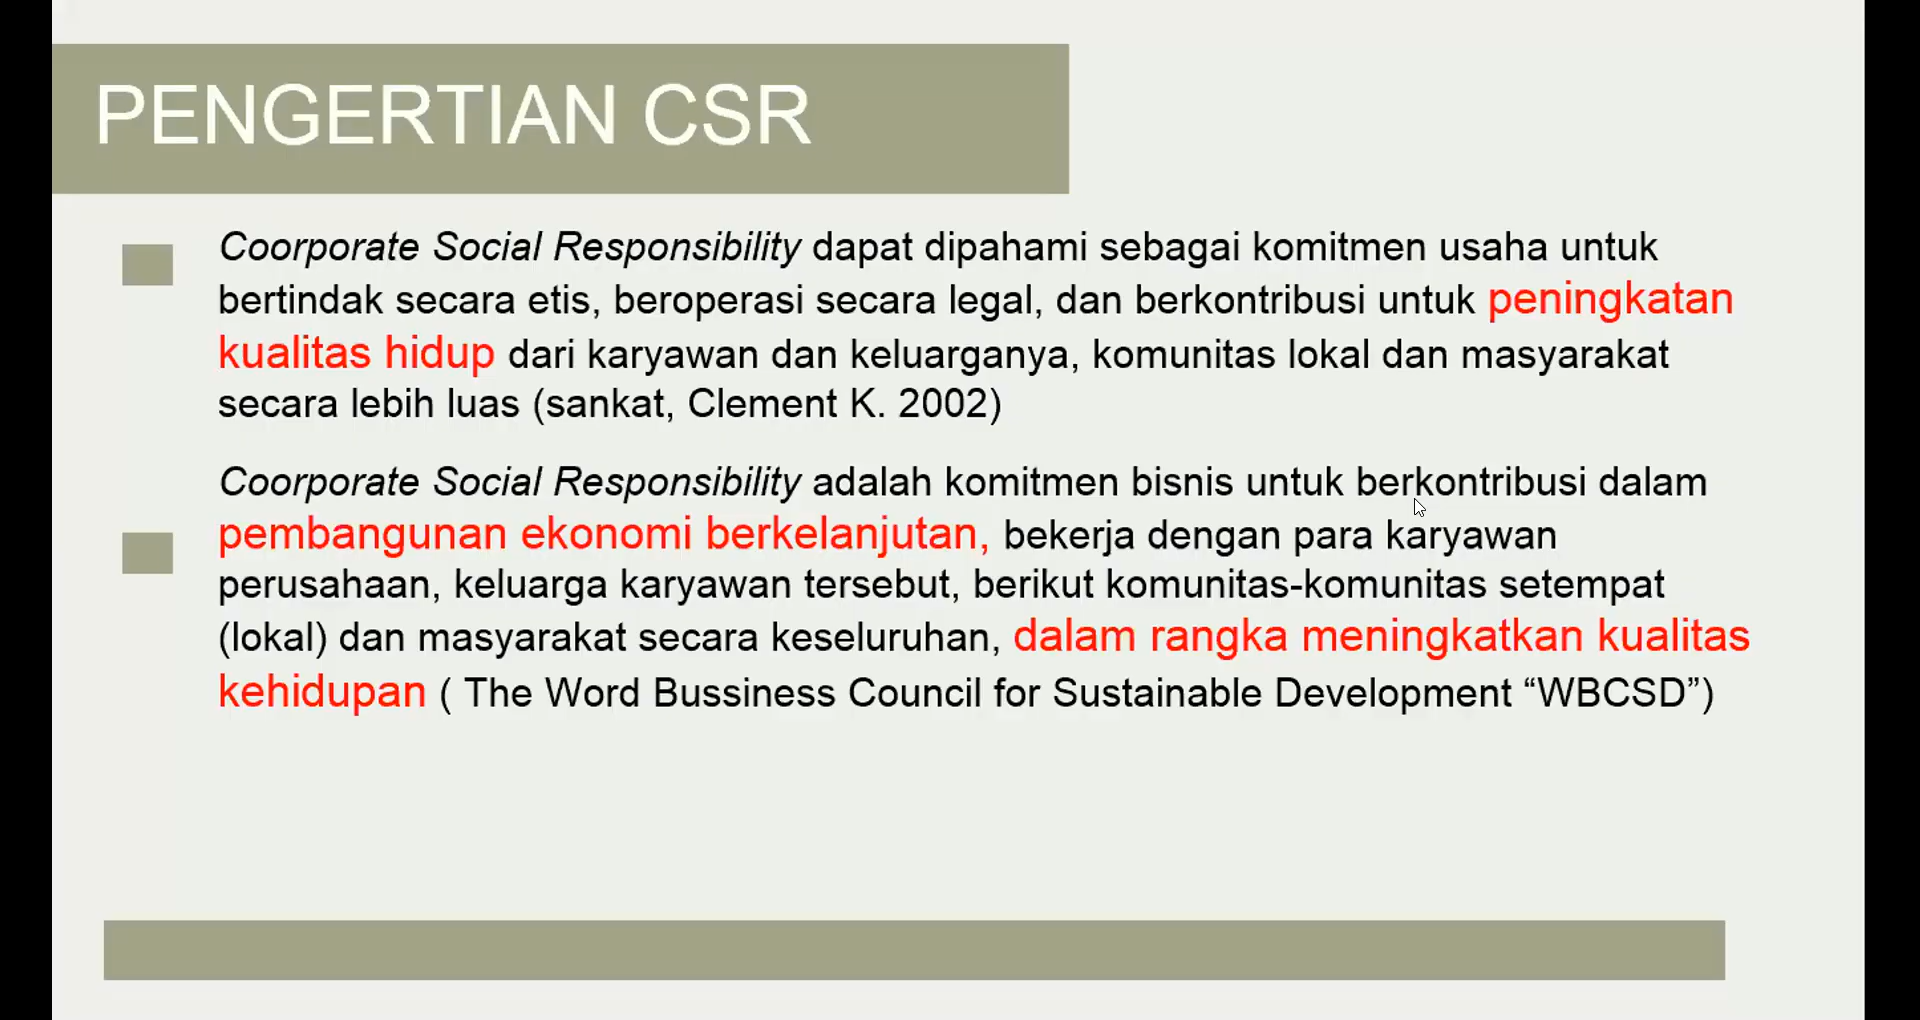 PENGERTIAN CSR
Coorporate Social Responsibility dapat dipahami sebagai komitmen usaha untuk
bertindak secara etis, beroperasi secara legal, dan berkontribusi untuk peningkatan
kualitas hidup dari karyawan dan keluarganya, komunitas lokal dan masyarakat
secara lebih luas (sankat, Clement K. 2002)
Coorporate Social Responsibility adalah komitmen bisnis untuk berkontribusi dalam
pembangunan ekonomi berkelanjutan, bekerja dengan para karyawan
perusahaan, keluarga karyawan tersebut, berikut komunitas-komunitas setempat
(lokal) dan masyarakat secara keseluruhan, dalam rangka meningkatkan kualitas
kehidupan ( The Word Bussiness Council for Sustainable Development “WBCSD”)